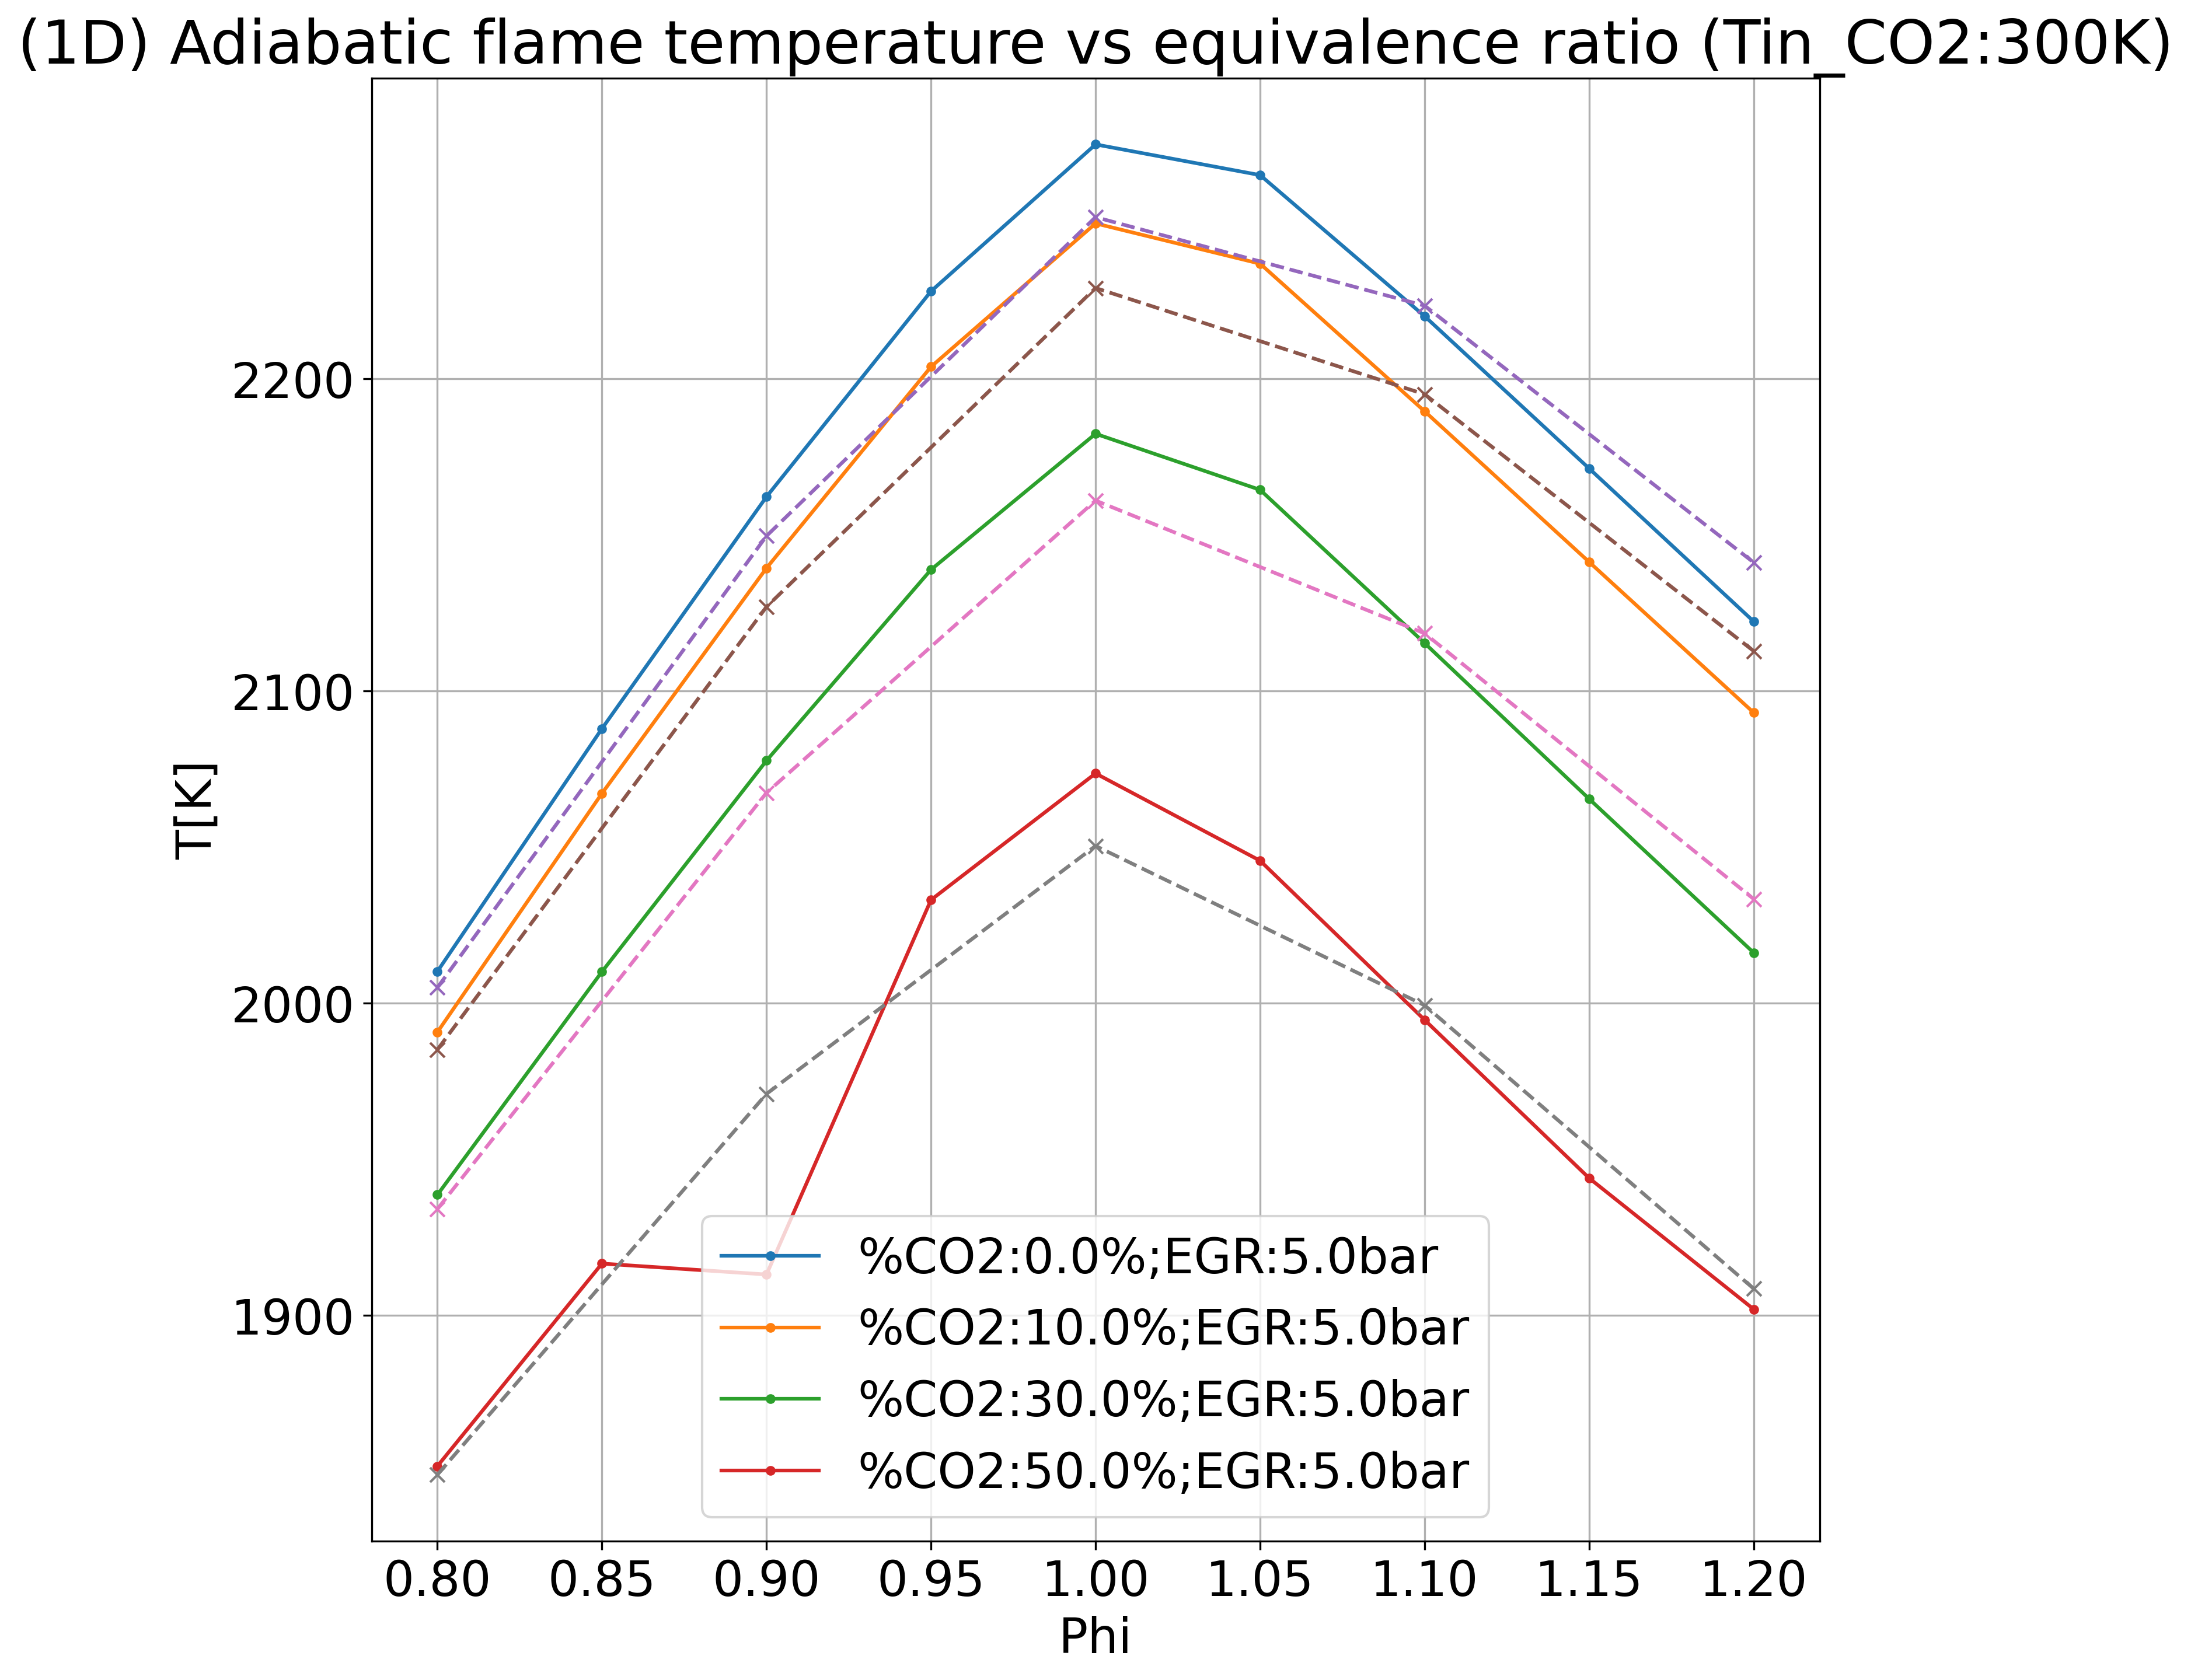 (1D) Adiabatic flame temperature vs equivalence ratio (Tin_CO2:300K)
T[K]
2200
2100
2000
1900
%CO2:0.0%;EGR:5.0bar
%CO2:10.0%;EGR:5.0bar
%CO2:30.0%;EGR:5.0bar
%CO2:50.0%;EGR:5.0bar
0.80 0.85 0.90 0.95 1.00 1.05 1.10 1.15 1.20
Phi